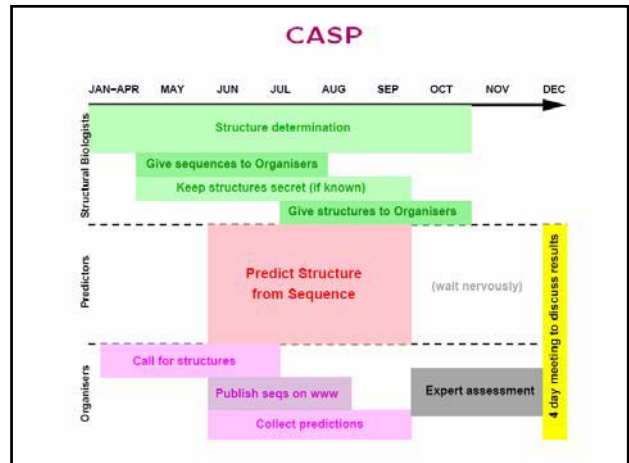 CASP
JAN–APR MAY JUN JUL AUG SEP OCT NOV DEC
Structural Biologists
Structure determination
Give sequences to Organisers
Keep structures secret (if known)
Give structures to Organisers
Predictors
Predict Structure
from Sequence
(wait nervously)
4 day meeting to discuss results
Organisers
Call for structures
Publish seqs on www
Expert assessment
Collect predictions